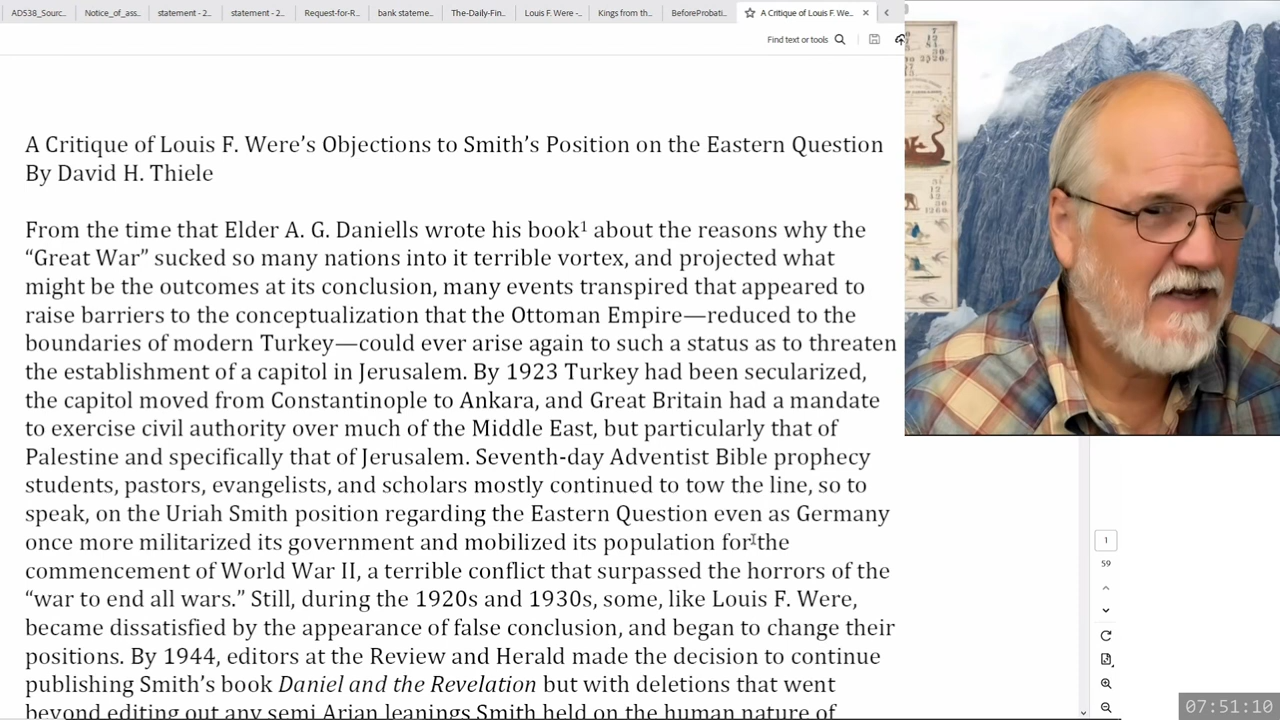 AD538_Sourc...
Notice_of_ass...
statement - 2...
statement - 2...
Request-for-R...
bank stateme...
The-Daily-Fin...
Louis F. Were -...
Kings from th...
BeforeProbati...
A Critique of Louis F. We...
Find text or tools
A Critique of Louis F. Were’s Objections to Smith’s Position on the Eastern Question
By David H. Thiele
From the time that Elder A. G. Daniells wrote his book¹ about the reasons why the
“Great War” sucked so many nations into it terrible vortex, and projected what
might be the outcomes at its conclusion, many events transpired that appeared to
raise barriers to the conceptualization that the Ottoman Empire—reduced to the
boundaries of modern Turkey—could ever arise again to such a status as to threaten
the establishment of a capitol in Jerusalem. By 1923 Turkey had been secularized,
the capitol moved from Constantinople to Ankara, and Great Britain had a mandate
to exercise civil authority over much of the Middle East, but particularly that of
Palestine and specifically that of Jerusalem. Seventh-day Adventist Bible prophecy
students, pastors, evangelists, and scholars mostly continued to tow the line, so to
speak, on the Uriah Smith position regarding the Eastern Question even as Germany
once more militarized its government and mobilized its population for the
commencement of World War II, a terrible conflict that surpassed the horrors of the
“war to end all wars.” Still, during the 1920s and 1930s, some, like Louis F. Were,
became dissatisfied by the appearance of false conclusion, and began to change their
positions. By 1944, editors at the Review and Herald made the decision to continue
publishing Smith’s book Daniel and the Revelation but with deletions that went
beyond editing out any semi Arian leanings Smith held on the human nature of
1
59
07:51:10